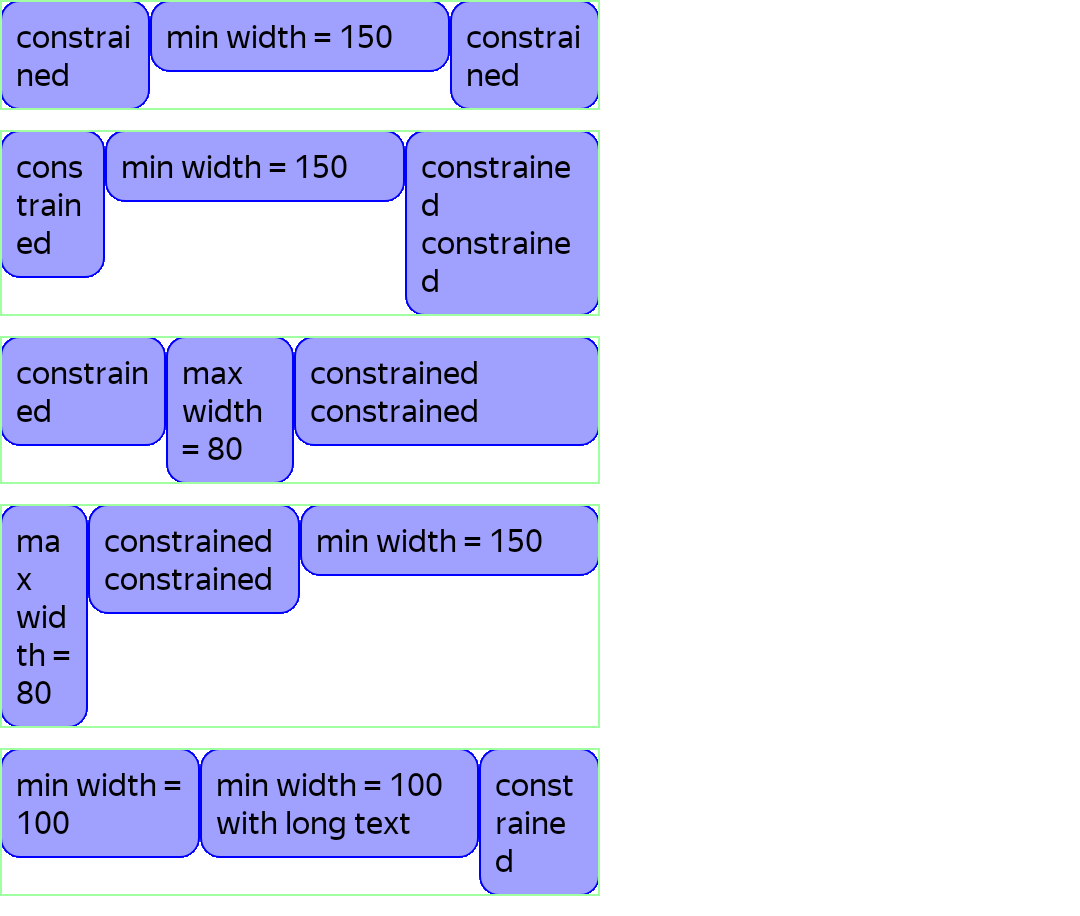 constrai
ned
min width = 150
constrai
ned
cons
train
ed
min width = 150
constraine
d
constraine
d
constrain
ed
max
width
= 80
constrained
constrained
ma
x
wid
th =
80
constrained
constrained
min width = 150
min width =
100
min width = 100
with long text
const
raine
d